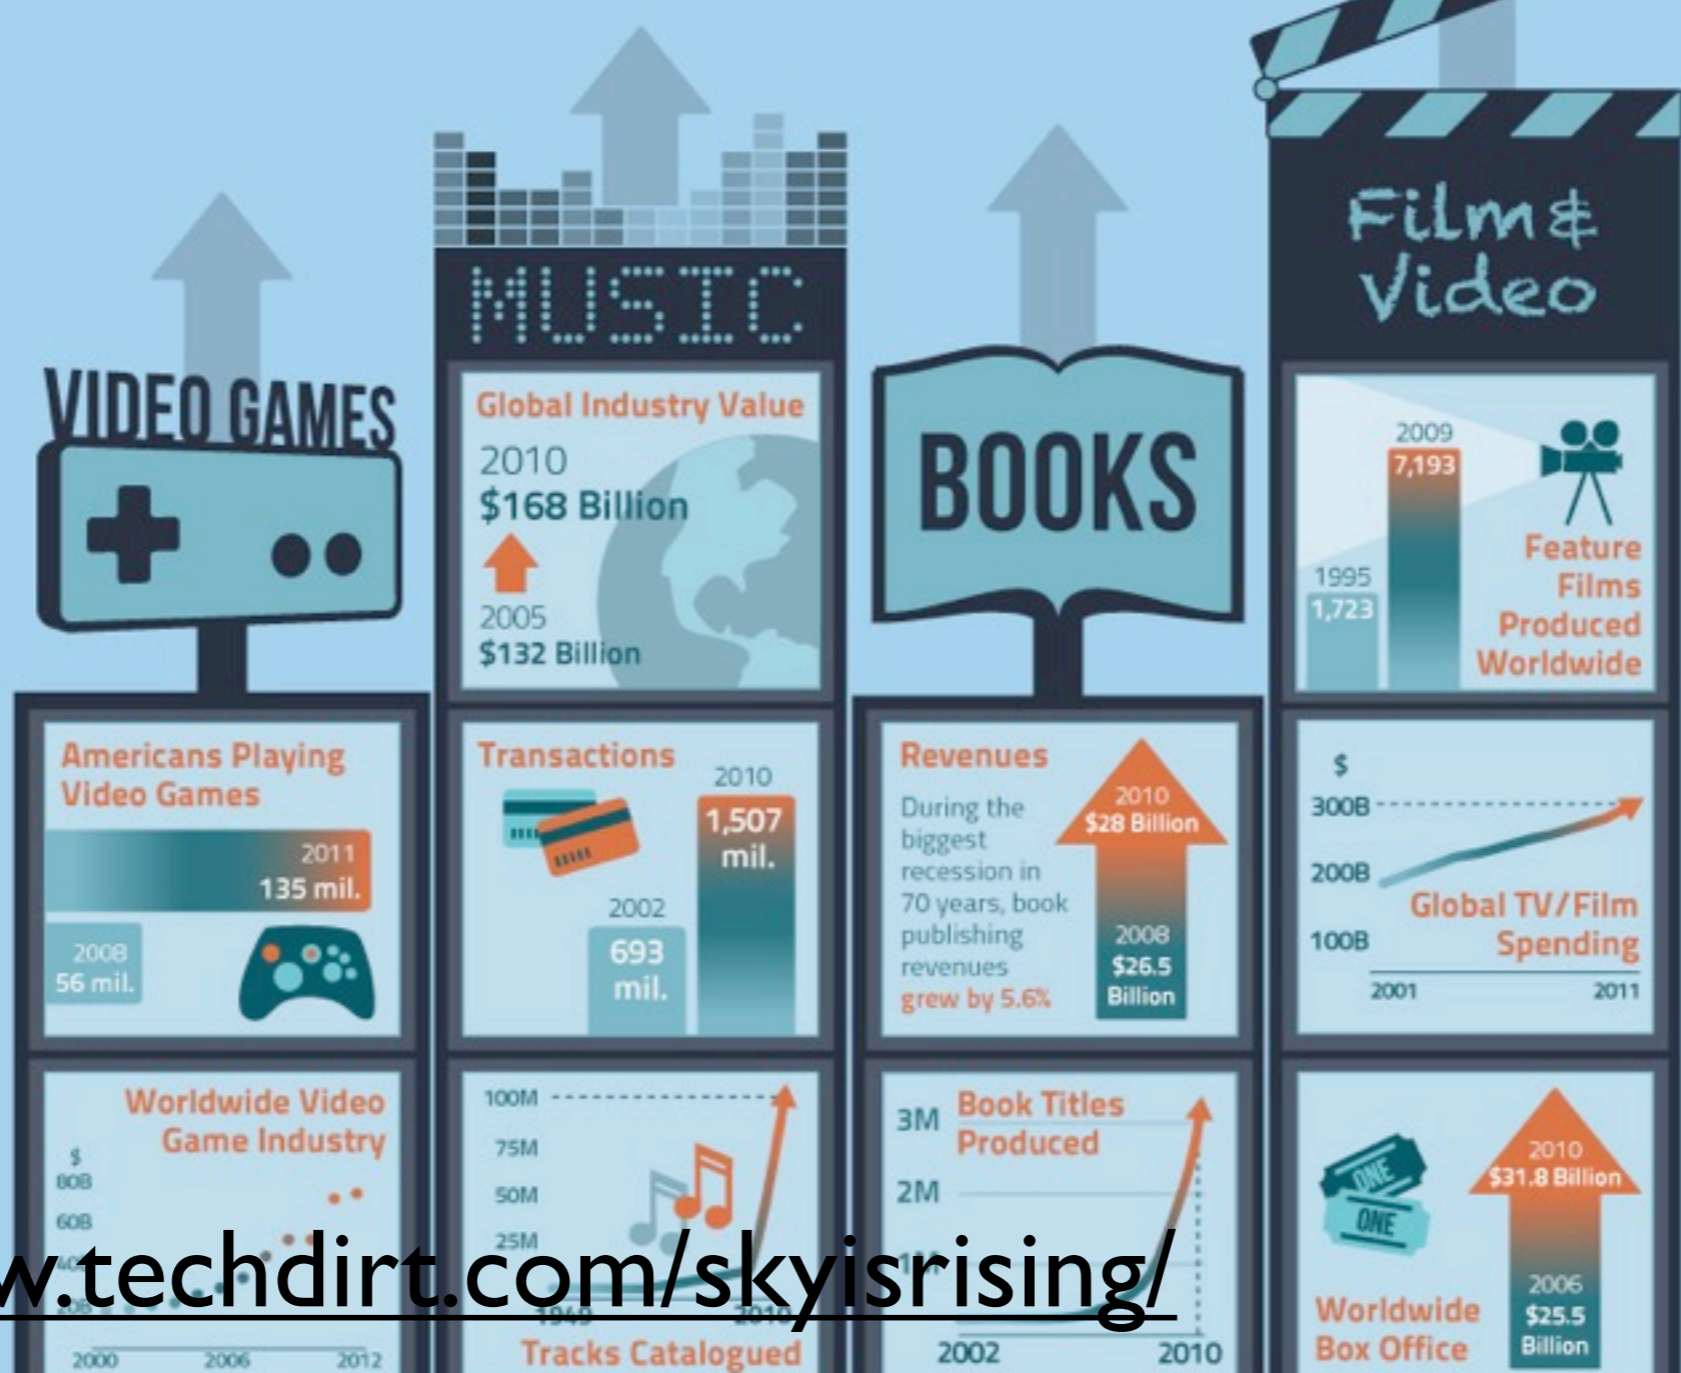 VIDEO GAMES
Americans Playing
Video Games
2011
135 mil.
2008
56 mil.
Worldwide Video
Game Industry
$
80B
60B
40B
20B
2000
2006
2012
MUSIC
Global Industry Value
2010
$168 Billion
2005
$132 Billion
Transactions
2010
1,507
mil.
2002
693
mil.
100M
75M
50M
25M
1949
2010
Tracks Catalogued
BOOKS
Revenues
During the
biggest
recession in
70 years, book
publishing
revenues
grew by 5.6%
2010
$28 Billion
2008
$26.5
Billion
Book Titles
Produced
3M
2M
1M
2002
2010
Film &
Video
2009
7,193
1995
1,723
Feature
Films
Produced
Worldwide
$
300B
200B
100B
Global TV/Film
Spending
2001
2011
ONE
ONE
2010
$31.8 Billion
2006
$25.5
Billion
Worldwide
Box Office
w.techdirt.com/skyisrising/